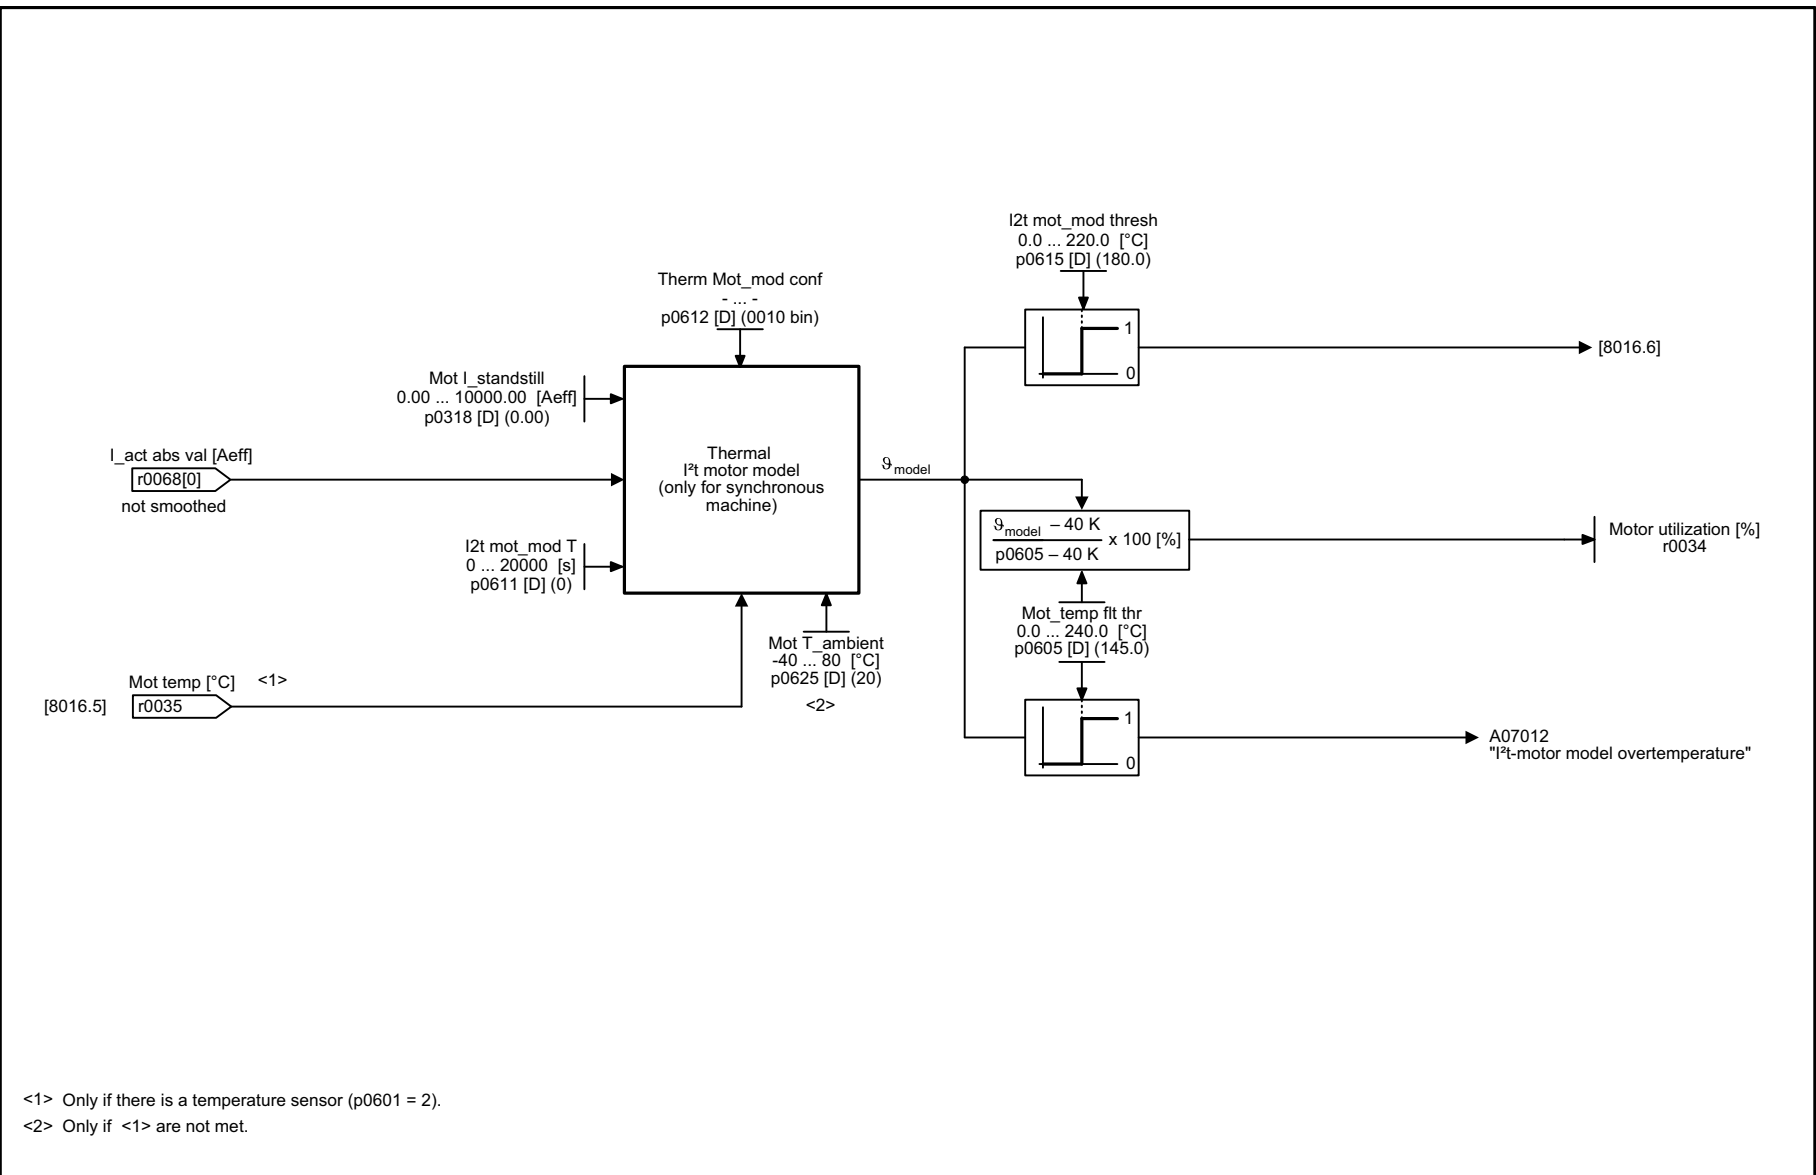 I2t mot_mod thresh
0.0 ... 220.0 [°C]
p0615 [D] (180.0)
Therm Mot_mod conf
- ... -
p0612 [D] (0010 bin)
1
0
[8016.6]
Mot I_standstill
0.00 ... 10000.00 [Aeff]
p0318 [D] (0.00)
I_act abs val [Aeff]
r0068[0]
not smoothed
Thermal
I²t motor model
(only for synchronous
machine)
ϑmodel
ϑmodel – 40 K
p0605 – 40 K
x 100 [%]
Motor utilization [%]
r0034
I2t mot_mod T
0 ... 20000 [s]
p0611 [D] (0)
Mot_temp flt thr
0.0 ... 240.0 [°C]
p0605 [D] (145.0)
Mot T_ambient
-40 ... 80 [°C]
p0625 [D] (20)
<2>
Mot temp [°C] <1>
[8016.5] r0035
1
0
A07012
"I²t-motor model overtemperature"
<1> Only if there is a temperature sensor (p0601 = 2).
<2> Only if <1> are not met.